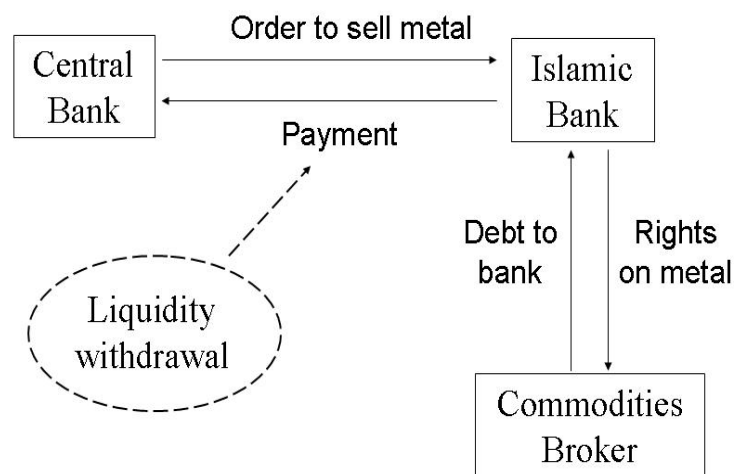 Order to sell metal
Central
Bank
Islamic
Bank
Payment
Debt to
bank
Rights
on metal
Liquidity
withdrawal
Commodities
Broker